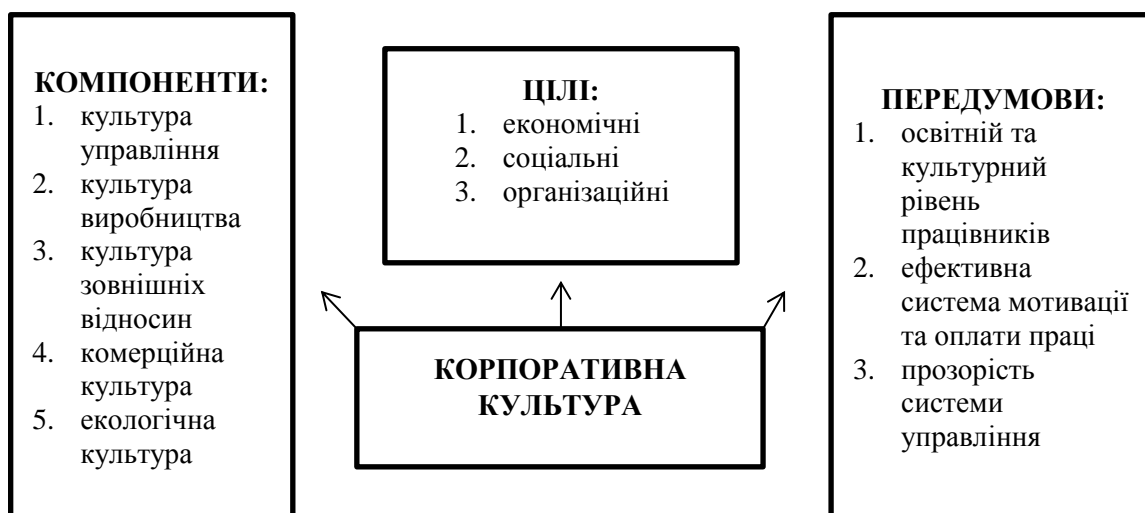 КОМПОНЕНТИ:
1. культура
управління
2. культура
виробництва
3. культура
зовнішніх
відносин
4. комерційна
культура
5. екологічна
культура
ЦІЛІ:
1. економічні
2. соціальні
3. організаційні
КОРПОРАТИВНА
КУЛЬТУРА
ПЕРЕДУМОВИ:
1. освітній та
культурний
рівень
працівників
2. ефективна
система мотивації
та оплати праці
3. прозорість
системи
управління